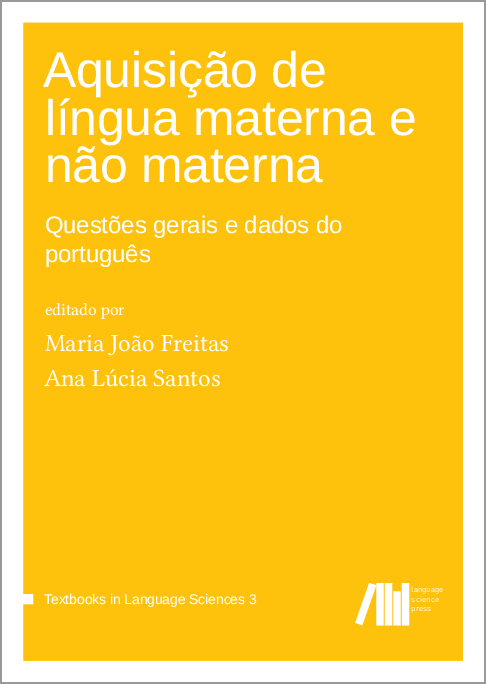 Aquisição de
língua materna e
não materna
Questões gerais e dados do
português
editado por
Maria João Freitas
Ana Lúcia Santos
Textbooks in Language Sciences 3
language
science
press